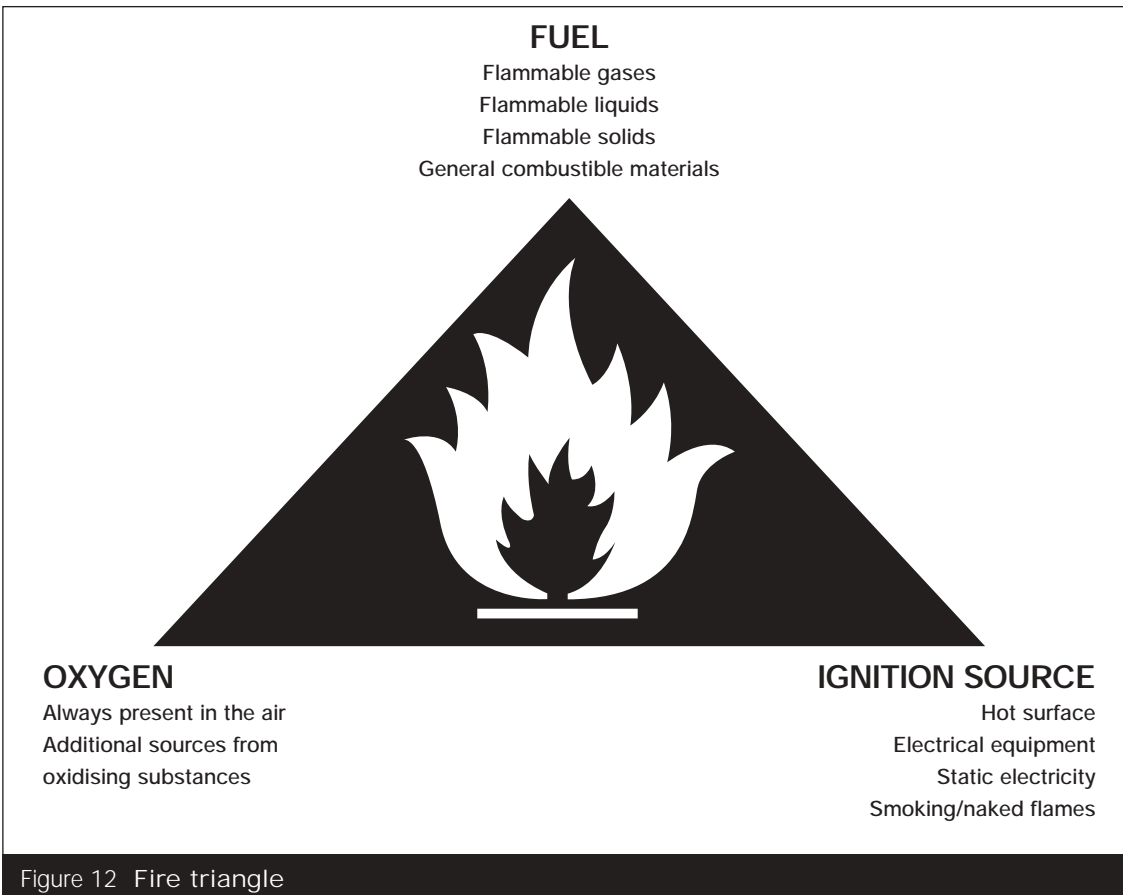 FUEL
Flammable gases
Flammable liquids
Flammable solids
General combustible materials
OXYGEN
Always present in the air
Additional sources from
oxidising substances
IGNITION SOURCE
Hot surface
Electrical equipment
Static electricity
Smoking/naked flames
Figure 12 Fire triangle